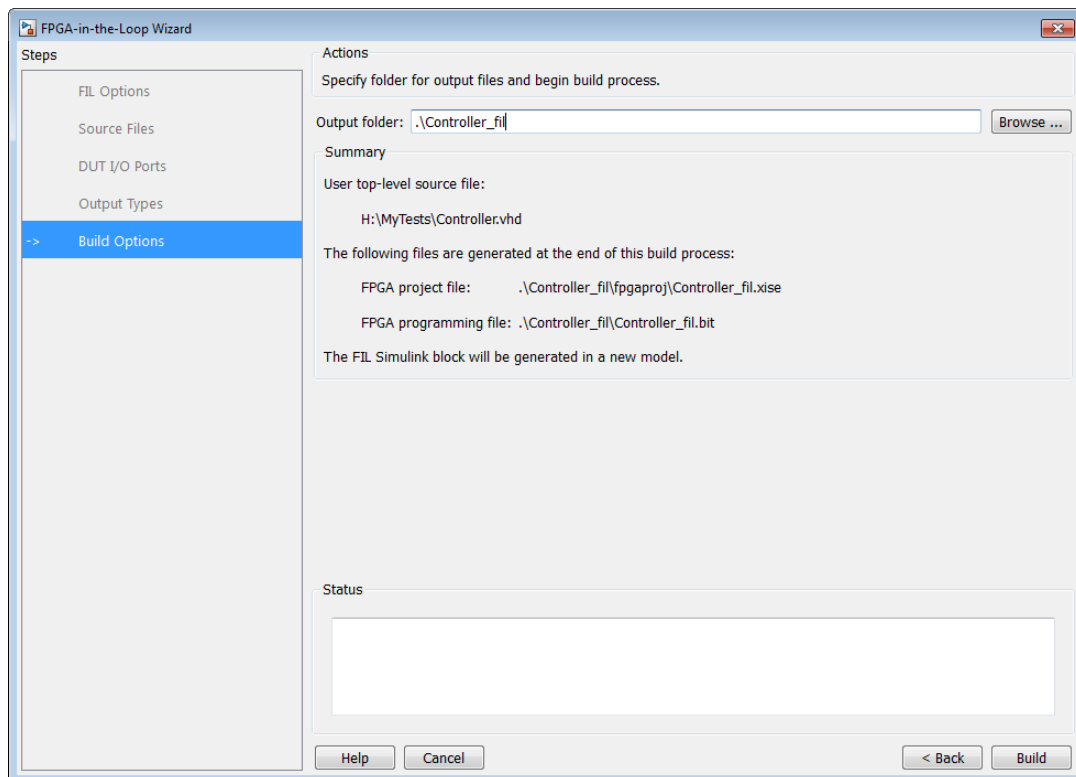 FPGA-in-the-Loop Wizard
Steps
FIL Options
Source Files
DUT I/O Ports
Output Types
-> Build Options
Actions
Specify folder for output files and begin build process.
Output folder: .\Controller_fil Browse ...
Summary
User top-level source file:
H:\MyTests\Controller.vhd
The following files are generated at the end of this build process:
FPGA project file: .\Controller_fil\fpgaproj\Controller_fil.xise
FPGA programming file: .\Controller_fil\Controller_fil.bit
The FIL Simulink block will be generated in a new model.
Status
Help Cancel < Back Build